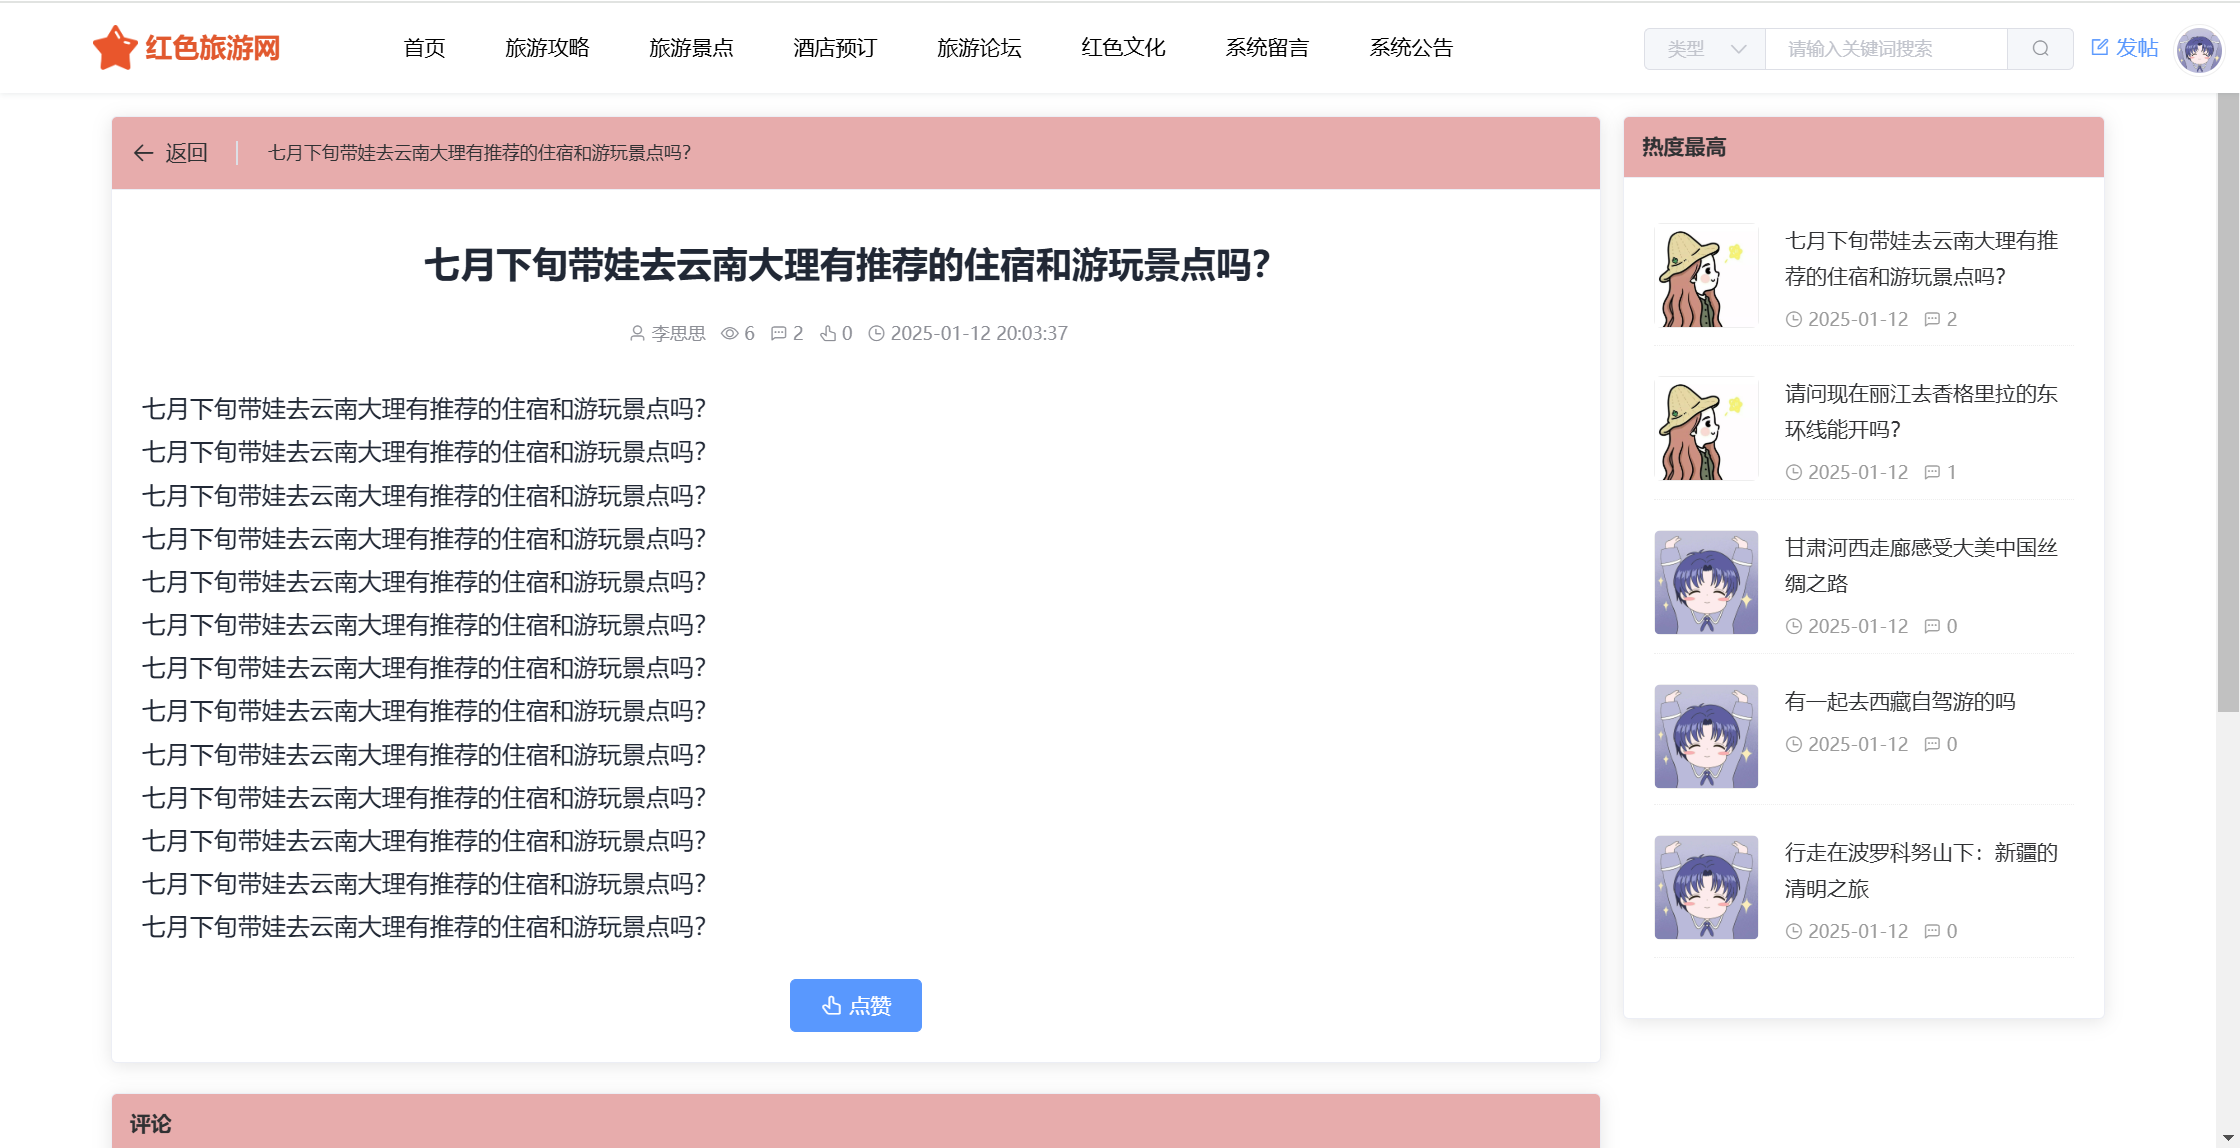 红色旅游网
首页 旅游攻略 旅游景点 酒店预订 旅游论坛 红色文化 系统留言 系统公告
类型 请输入关键词搜索 发帖
返回 七月下旬带娃去云南大理有推荐的住宿和游玩景点吗？
七月下旬带娃去云南大理有推荐的住宿和游玩景点吗？
李思思 6 2 0 2025-01-12 20:03:37
七月下旬带娃去云南大理有推荐的住宿和游玩景点吗？
七月下旬带娃去云南大理有推荐的住宿和游玩景点吗？
七月下旬带娃去云南大理有推荐的住宿和游玩景点吗？
七月下旬带娃去云南大理有推荐的住宿和游玩景点吗？
七月下旬带娃去云南大理有推荐的住宿和游玩景点吗？
七月下旬带娃去云南大理有推荐的住宿和游玩景点吗？
七月下旬带娃去云南大理有推荐的住宿和游玩景点吗？
七月下旬带娃去云南大理有推荐的住宿和游玩景点吗？
七月下旬带娃去云南大理有推荐的住宿和游玩景点吗？
七月下旬带娃去云南大理有推荐的住宿和游玩景点吗？
七月下旬带娃去云南大理有推荐的住宿和游玩景点吗？
七月下旬带娃去云南大理有推荐的住宿和游玩景点吗？
七月下旬带娃去云南大理有推荐的住宿和游玩景点吗？
点赞
评论
热度最高
七月下旬带娃去云南大理有推
荐的住宿和游玩景点吗？
2025-01-12 2
请问现在丽江去香格里拉的东
环线能开吗？
2025-01-12 1
甘肃河西走廊感受大美中国丝
绸之路
2025-01-12 0
有一起去西藏自驾游的吗
2025-01-12 0
行走在波罗科努山下：新疆的
清明之旅
2025-01-12 0